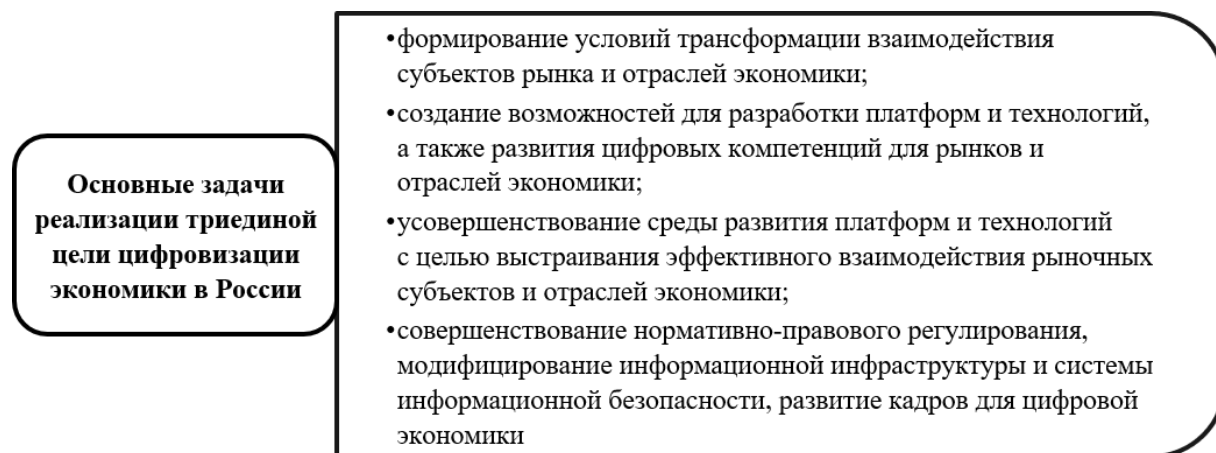 Основные задачи
реализации триединой
цели цифровизации
экономики в России
•формирование условий трансформации взаимодействия
субъектов рынка и отраслей экономики;
•создание возможностей для разработки платформ и технологий,
а также развития цифровых компетенций для рынков и
отраслей экономики;
•усовершенствование среды развития платформ и технологий
с целью выстраивания эффективного взаимодействия рыночных
субъектов и отраслей экономики;
•совершенствование нормативно-правового регулирования,
модифицирование информационной инфраструктуры и системы
информационной безопасности, развитие кадров для цифровой
экономики